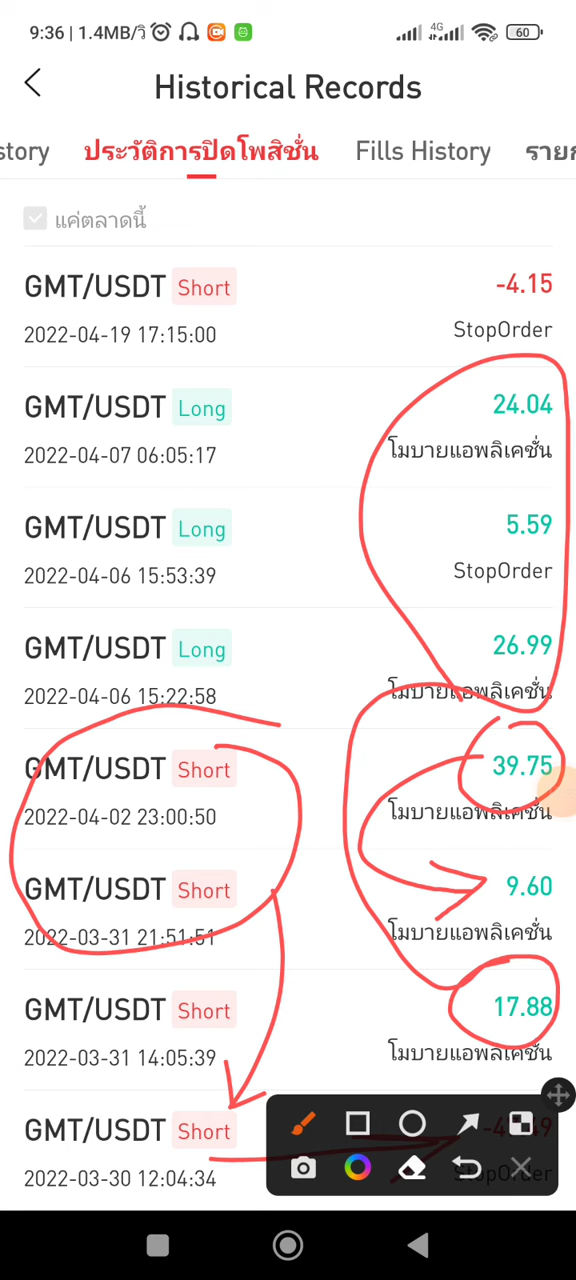 9:36 | 1.4MB/วิ 4G 60
Historical Records
story ประวัติการปิดโพสิชั่น Fills History รายก
แค่ตลาดนี้
GMT/USDT Short -4.15
2022-04-19 17:15:00 StopOrder
GMT/USDT Long 24.04
2022-04-07 06:05:17 โมบายแอพลิเคชั่น
GMT/USDT Long 5.59
2022-04-06 15:53:39 StopOrder
GMT/USDT Long 26.99
2022-04-06 15:22:58 โมบายแอพลิเคชั่น
GMT/USDT Short 39.75
2022-04-02 23:00:50 โมบายแอพลิเคชั่น
GMT/USDT Short 9.60
2022-03-31 21:51:51 โมบายแอพลิเคชั่น
GMT/USDT Short 17.88
2022-03-31 14:05:39 โมบายแอพลิเคชั่น
GMT/USDT Short
2022-03-30 12:04:34 StopOrder